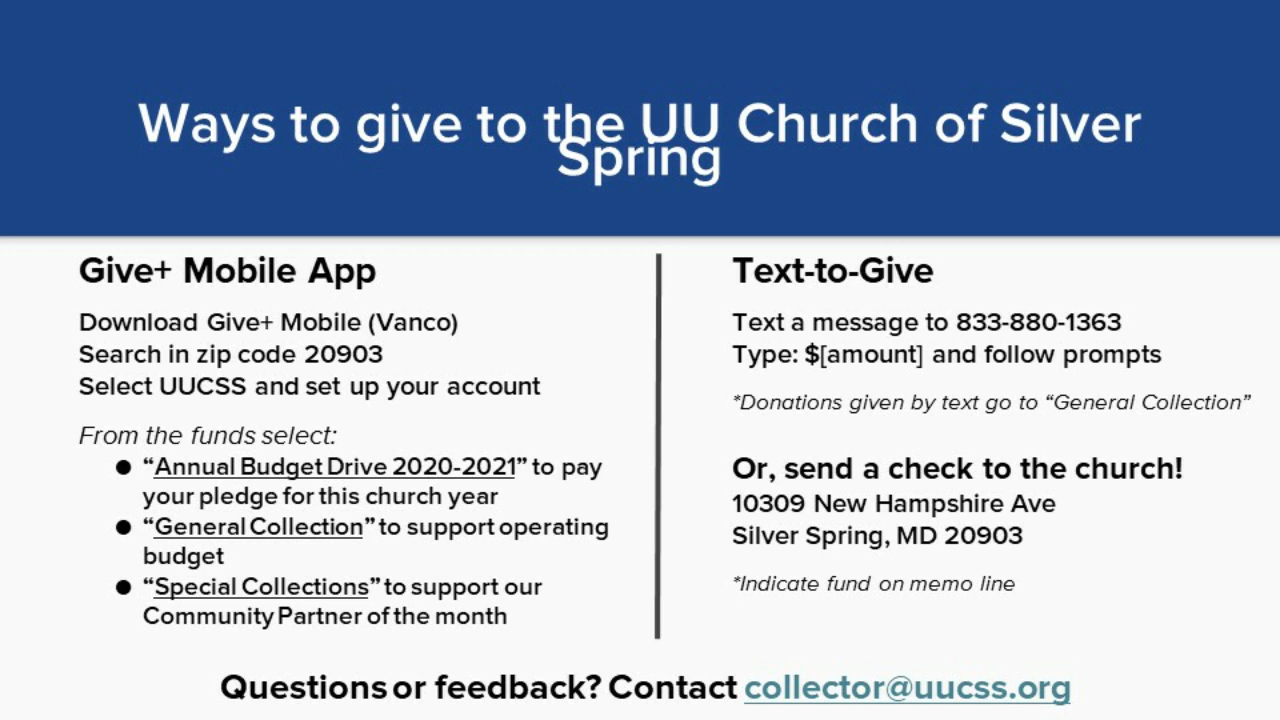 Ways to give to the UU Church of Silver
Spring
Give+ Mobile App
Download Give+ Mobile (Vanco)
Search in zip code 20903
Select UUCSS and set up your account
From the funds select:
● “Annual Budget Drive 2020-2021” to pay
your pledge for this church year
● “General Collection” to support operating
budget
● “Special Collections” to support our
Community Partner of the month
Text-to-Give
Text a message to 833-880-1363
Type: $[amount] and follow prompts
*Donations given by text go to “General Collection”
Or, send a check to the church!
10309 New Hampshire Ave
Silver Spring, MD 20903
*Indicate fund on memo line
Questions or feedback? Contact collector@uucss.org